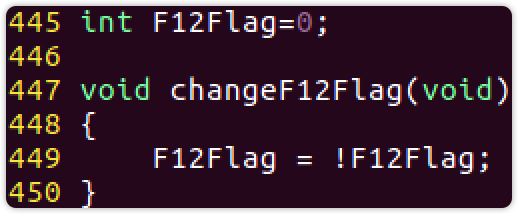 445 int F12Flag=0;
446
447 void changeF12Flag(void)
448 {
449     F12Flag = !F12Flag;
450 }